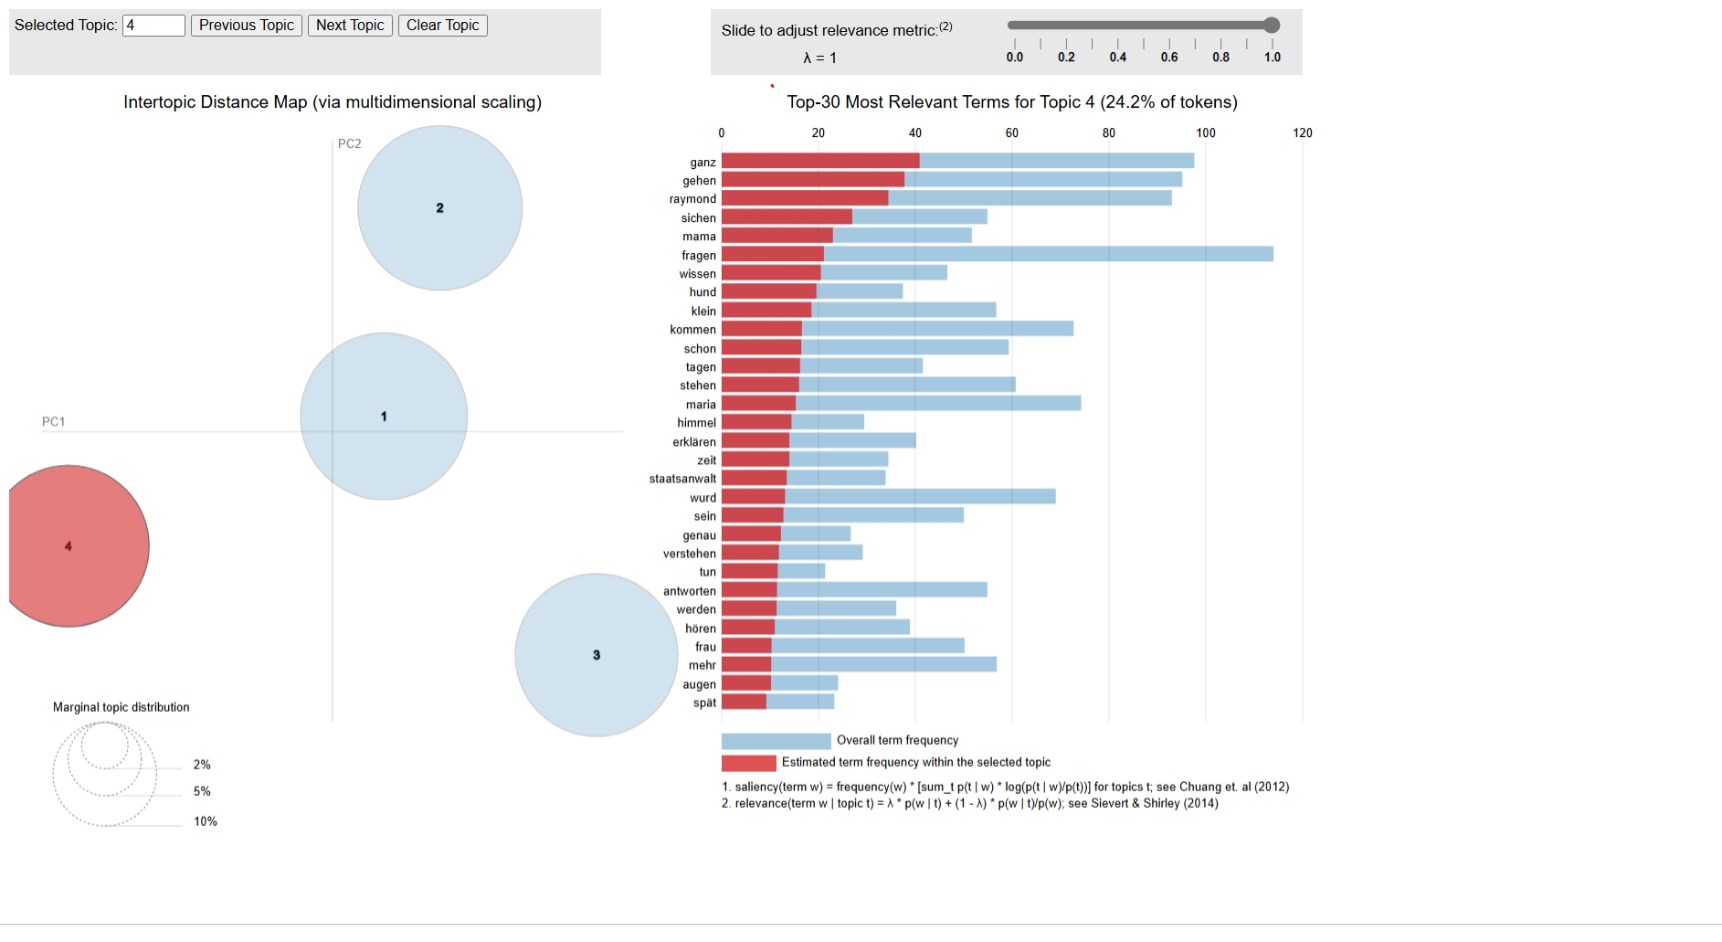 Selected Topic: 4 Previous Topic Next Topic Clear Topic
Slide to adjust relevance metric:(2)
λ = 1
0.0 0.2 0.4 0.6 0.8 1.0
Intertopic Distance Map (via multidimensional scaling)
PC2
PC1
2
1
4
3
Marginal topic distribution
2%
5%
10%
Top-30 Most Relevant Terms for Topic 4 (24.2% of tokens)
0 20 40 60 80 100 120
ganz
gehen
raymond
sichen
mama
fragen
wissen
hund
klein
kommen
schon
tagen
stehen
maria
himmel
erklären
zeit
staatsanwalt
wurd
sein
genau
verstehen
tun
antworten
werden
hören
frau
mehr
augen
spät
Overall term frequency
Estimated term frequency within the selected topic
1. saliency(term w) = frequency(w) * [sum_t p(t | w) * log(p(t | w)/p(t))] for topics t; see Chuang et. al (2012)
2. relevance(term w | topic t) = λ * p(w | t) + (1 - λ) * p(w | t)/p(w); see Sievert & Shirley (2014)